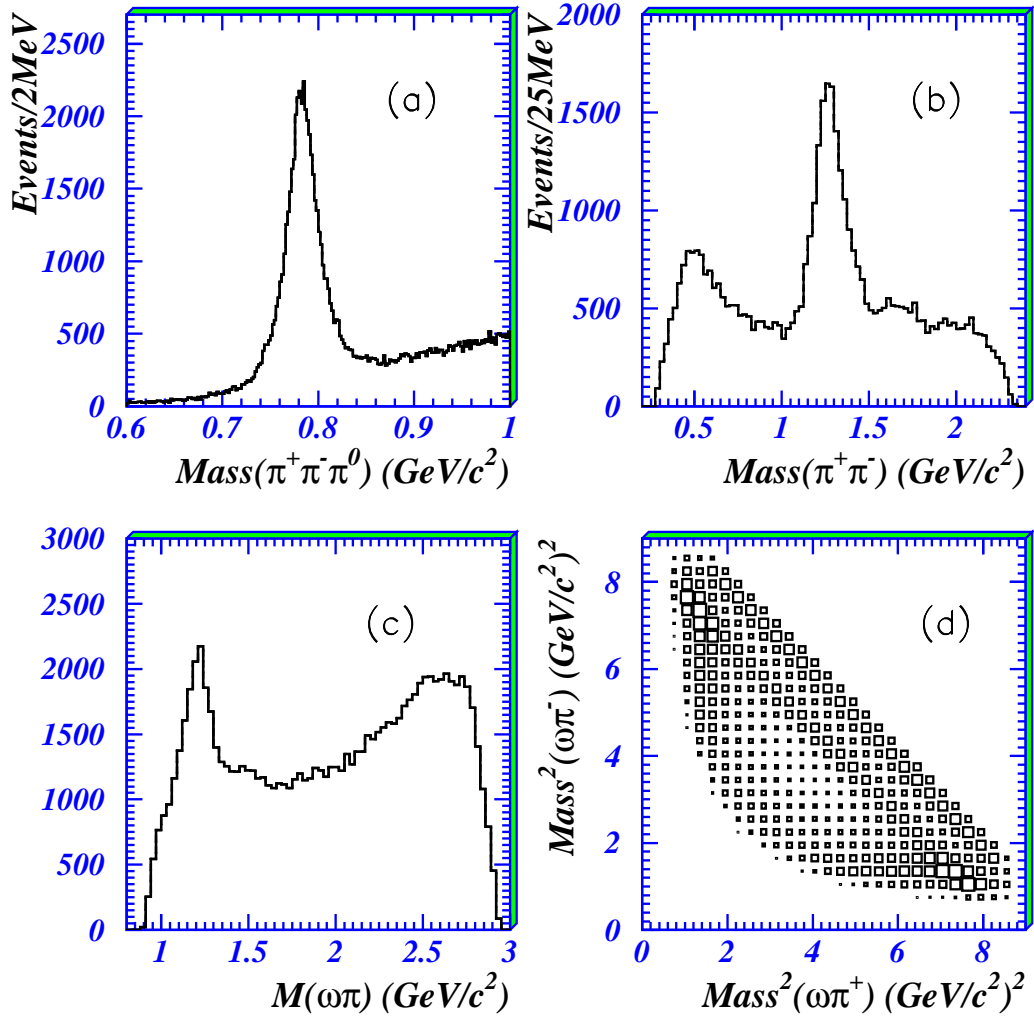 Events/2MeV
2500
2000
1500
1000
500
0
(a)
0.6 0.7 0.8 0.9 1
Mass(π⁺π⁻π⁰) (GeV/c²)
Events/25MeV
2000
1500
1000
500
0
(b)
0.5 1 1.5 2
Mass(π⁺π⁻) (GeV/c²)
3000
2500
2000
1500
1000
500
0
(c)
1 1.5 2 2.5 3
M(ωπ) (GeV/c²)
Mass²(ωπ⁻) (GeV/c²)²
8
6
4
2
0
(d)
0 2 4 6 8
Mass²(ωπ⁺) (GeV/c²)²